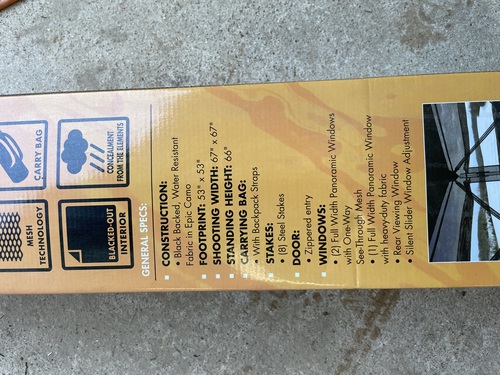 CARRY BAG
CONCEALMENT
FROM THE ELEMENTS
MESH
TECHNOLOGY
BLACKED-OUT
INTERIOR
GENERAL SPECS:
CONSTRUCTION:
• Black Backed, Water Resistant
Fabric in Epic Camo
FOOTPRINT: 53" x 53"
SHOOTING WIDTH: 67" x 67"
STANDING HEIGHT: 66"
CARRYING BAG:
• With Backpack Straps
STAKES:
• (8) Steel Stakes
DOOR:
• Zippered entry
WINDOWS:
• (2) Full Width Panoramic Windows
with One-Way
See-Through Mesh
• (1) Full Width Panoramic Window
with heavy-duty fabric
• Rear Viewing Window
• Silent Slider Window Adjustment